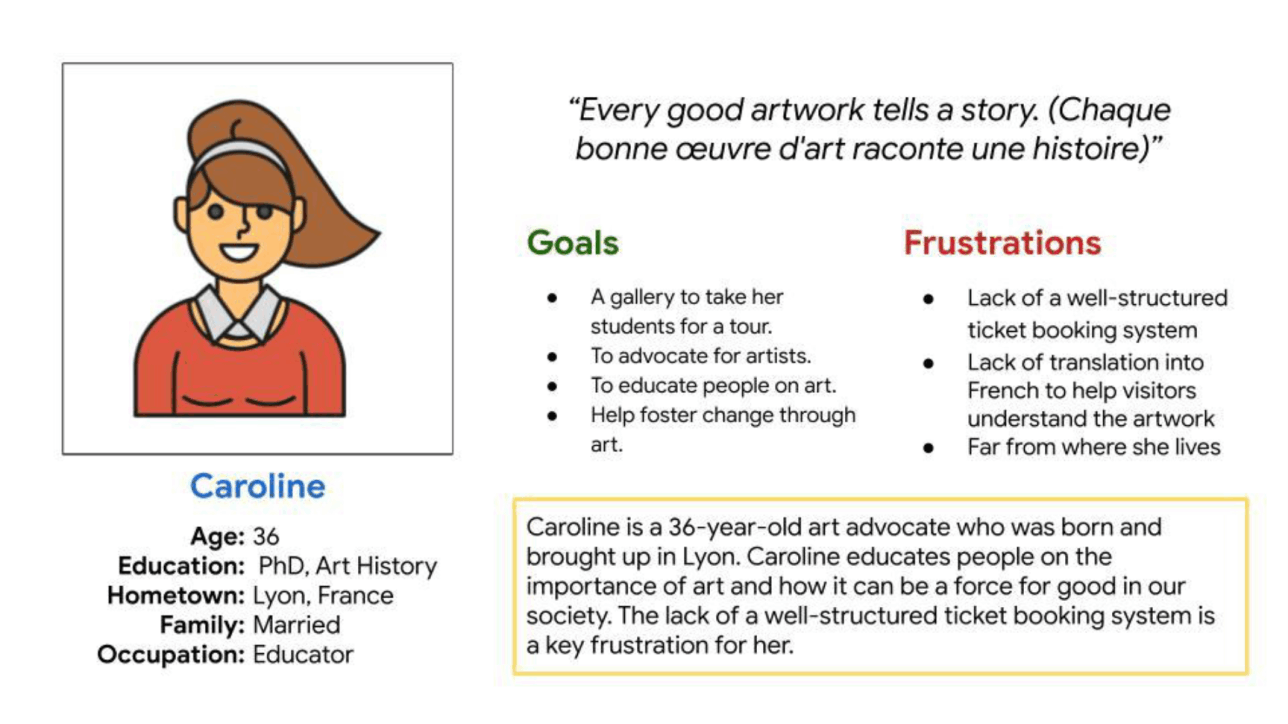 “Every good artwork tells a story. (Chaque
bonne œuvre d'art raconte une histoire)”
Goals
● A gallery to take her
students for a tour.
● To advocate for artists.
● To educate people on art.
● Help foster change through
art.
Frustrations
● Lack of a well-structured
ticket booking system
● Lack of translation into
French to help visitors
understand the artwork
● Far from where she lives
Caroline
Age: 36
Education: PhD, Art History
Hometown: Lyon, France
Family: Married
Occupation: Educator
Caroline is a 36-year-old art advocate who was born and
brought up in Lyon. Caroline educates people on the
importance of art and how it can be a force for good in our
society. The lack of a well-structured ticket booking system is
a key frustration for her.